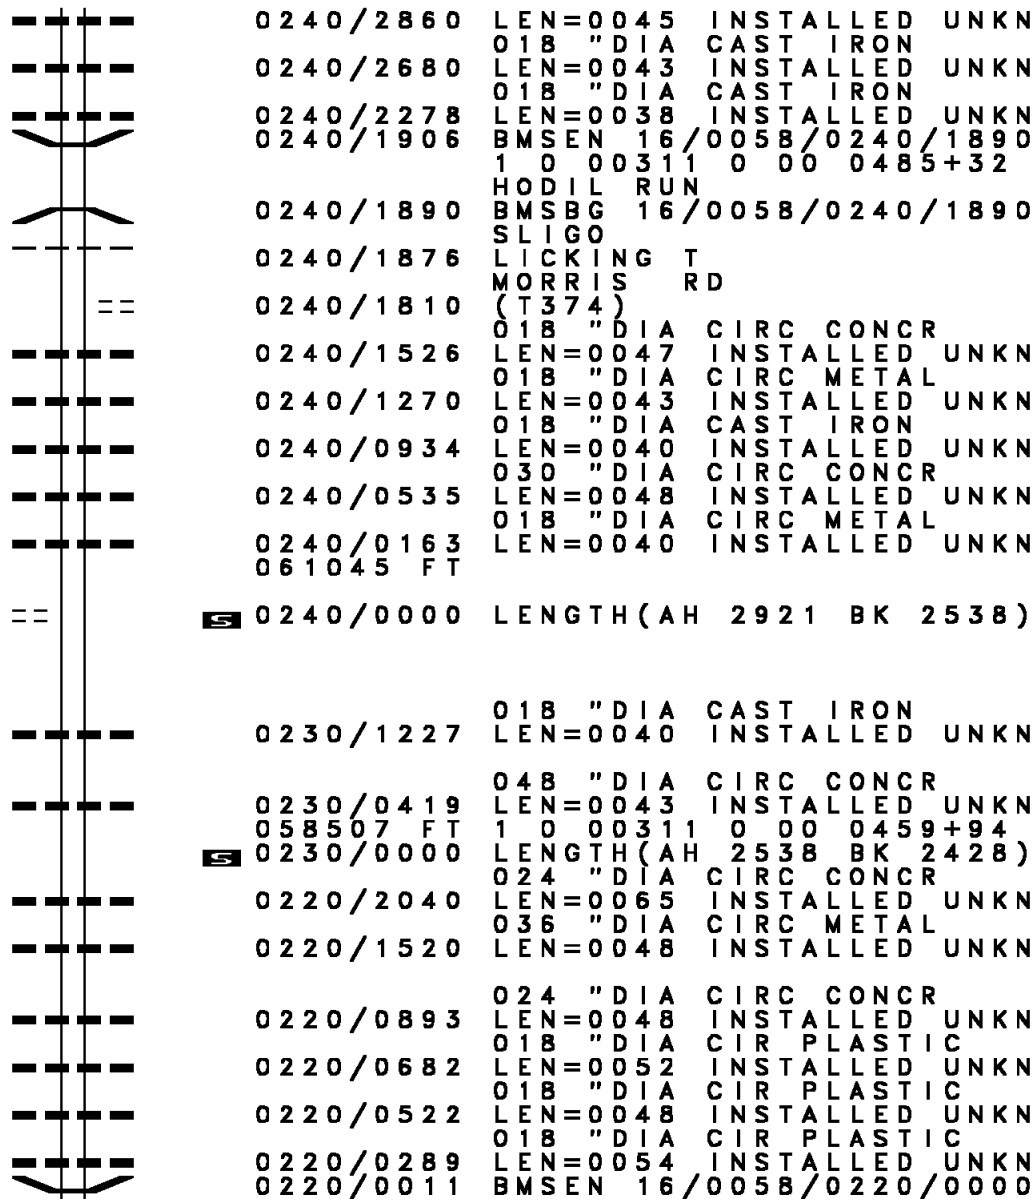 0240/2860 LEN=0045 INSTALLED UNKN
018 "DIA CAST IRON
0240/2680 LEN=0043 INSTALLED UNKN
018 "DIA CAST IRON
0240/2278 LEN=0038 INSTALLED UNKN
0240/1906 BMSEN 16/0058/0240/1890
1 0 00311 0 00 0485+32
HODIL RUN
0240/1890 BMSBG 16/0058/0240/1890
SLIGO
0240/1876 LICKING T
MORRIS RD
0240/1810 (T374)
018 "DIA CIRC CONCR
0240/1526 LEN=0047 INSTALLED UNKN
018 "DIA CIRC METAL
0240/1270 LEN=0043 INSTALLED UNKN
018 "DIA CAST IRON
0240/0934 LEN=0040 INSTALLED UNKN
030 "DIA CIRC CONCR
0240/0535 LEN=0048 INSTALLED UNKN
018 "DIA CIRC METAL
0240/0163 LEN=0040 INSTALLED UNKN
061045 FT
S 0240/0000 LENGTH(AH 2921 BK 2538)
018 "DIA CAST IRON
0230/1227 LEN=0040 INSTALLED UNKN
048 "DIA CIRC CONCR
0230/0419 LEN=0043 INSTALLED UNKN
058507 FT 1 0 00311 0 00 0459+94
S 0230/0000 LENGTH(AH 2538 BK 2428)
024 "DIA CIRC CONCR
0220/2040 LEN=0065 INSTALLED UNKN
036 "DIA CIRC METAL
0220/1520 LEN=0048 INSTALLED UNKN
024 "DIA CIRC CONCR
0220/0893 LEN=0048 INSTALLED UNKN
018 "DIA CIR PLASTIC
0220/0682 LEN=0052 INSTALLED UNKN
018 "DIA CIR PLASTIC
0220/0522 LEN=0048 INSTALLED UNKN
018 "DIA CIR PLASTIC
0220/0289 LEN=0054 INSTALLED UNKN
0220/0011 BMSEN 16/0058/0220/0000